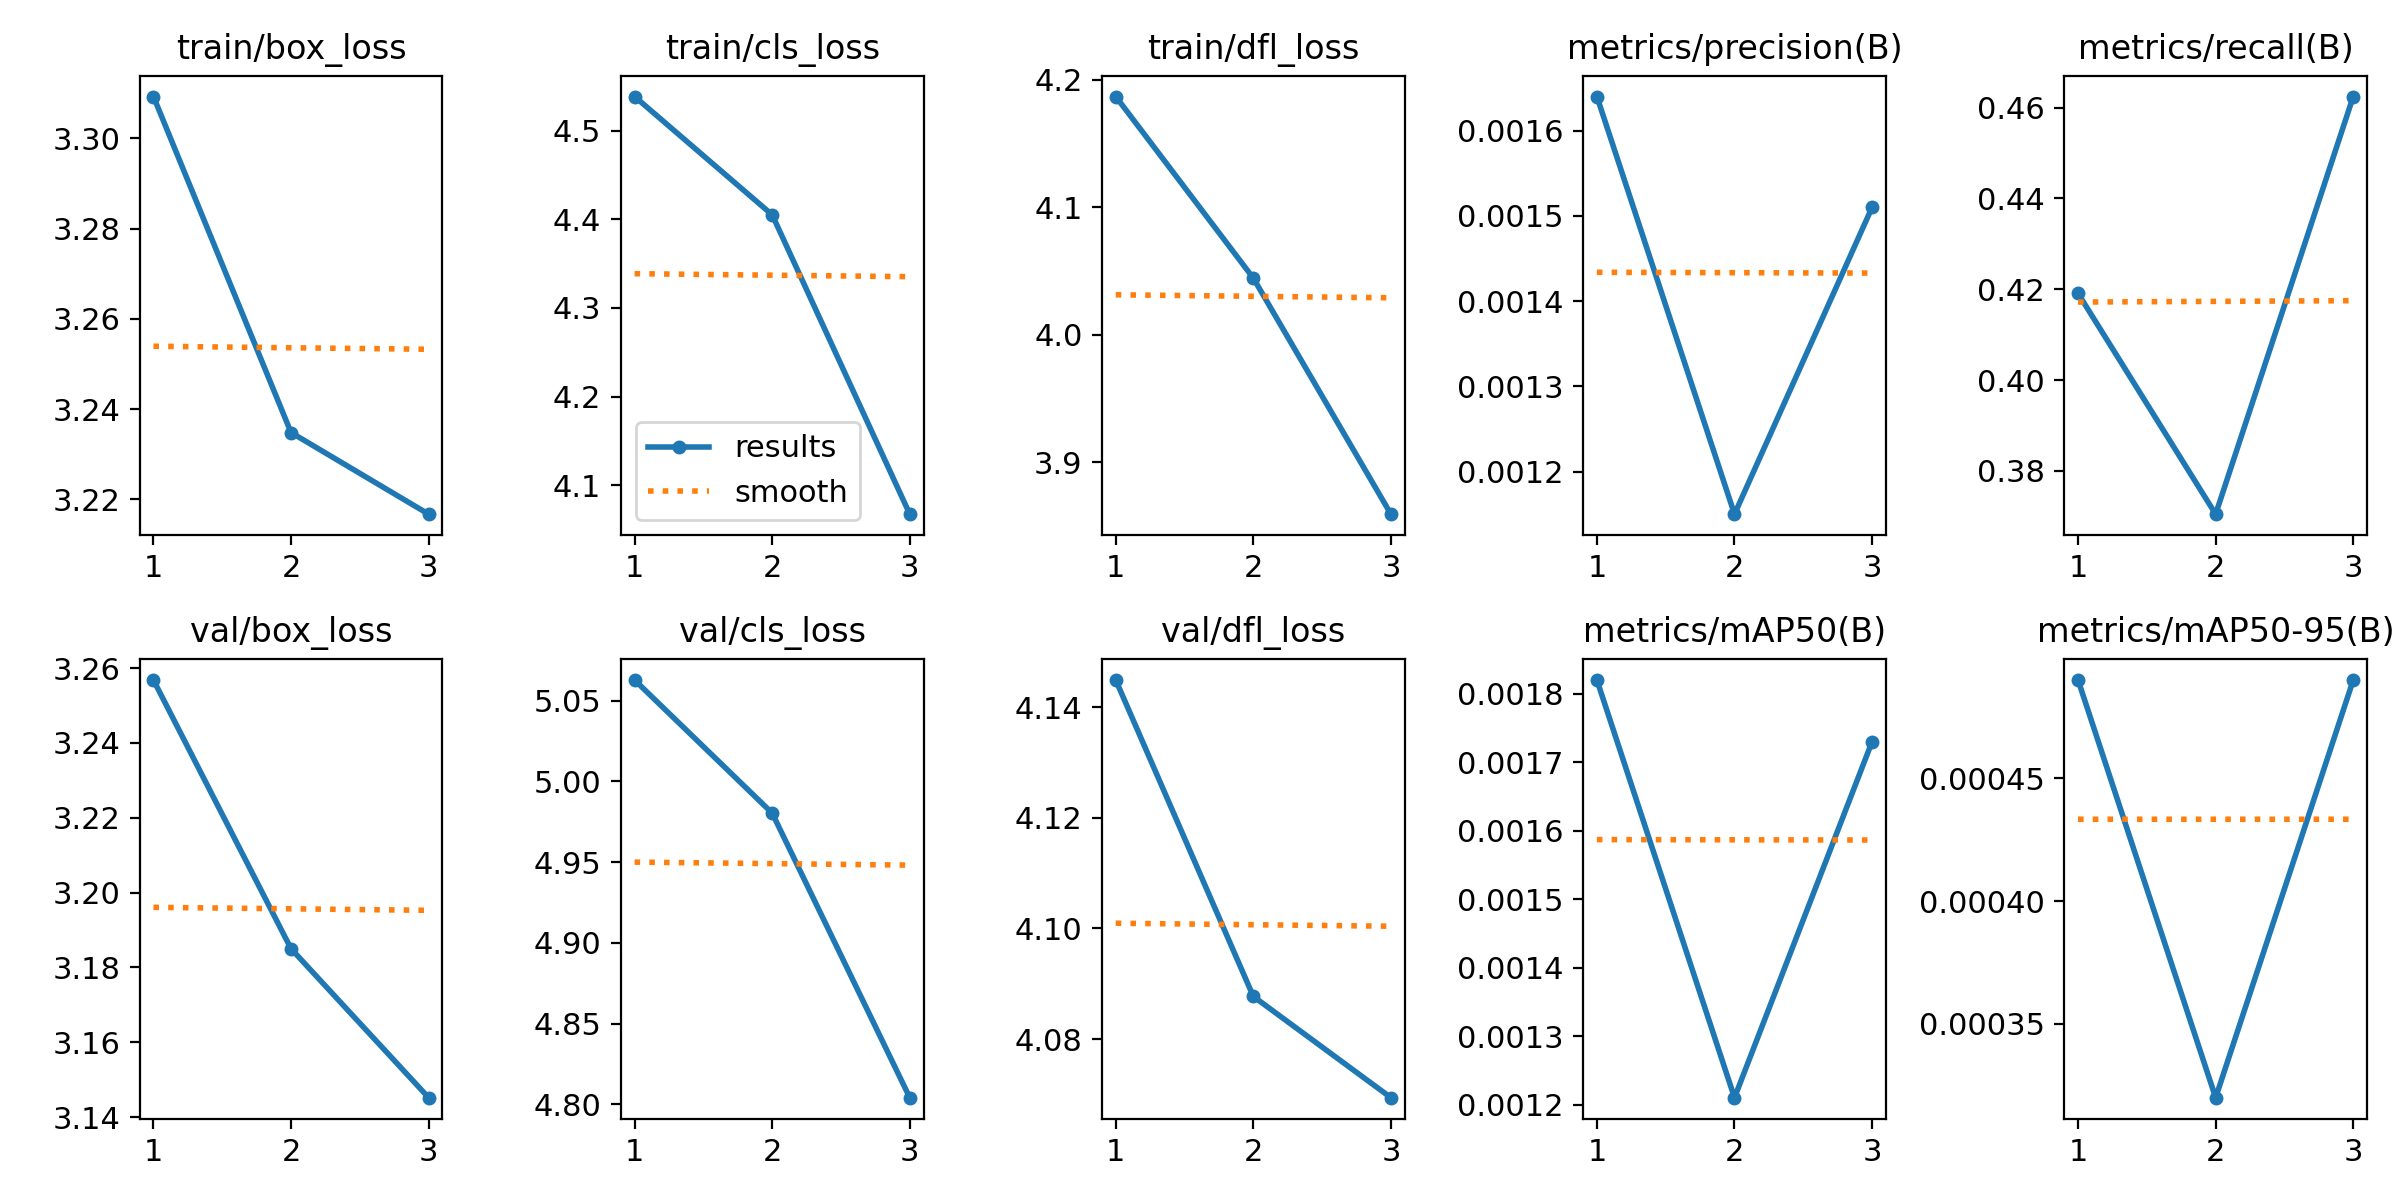 train/box_loss
3.30
3.28
3.26
3.24
3.22
1 2 3
train/cls_loss
4.5
4.4
4.3
4.2
4.1
results
smooth
1 2 3
train/dfl_loss
4.2
4.1
4.0
3.9
1 2 3
metrics/precision(B)
0.0016
0.0015
0.0014
0.0013
0.0012
1 2 3
metrics/recall(B)
0.46
0.44
0.42
0.40
0.38
1 2 3
val/box_loss
3.26
3.24
3.22
3.20
3.18
3.16
3.14
1 2 3
val/cls_loss
5.05
5.00
4.95
4.90
4.85
4.80
1 2 3
val/dfl_loss
4.14
4.12
4.10
4.08
1 2 3
metrics/mAP50(B)
0.0018
0.0017
0.0016
0.0015
0.0014
0.0013
0.0012
1 2 3
metrics/mAP50-95(B)
0.00045
0.00040
0.00035
1 2 3